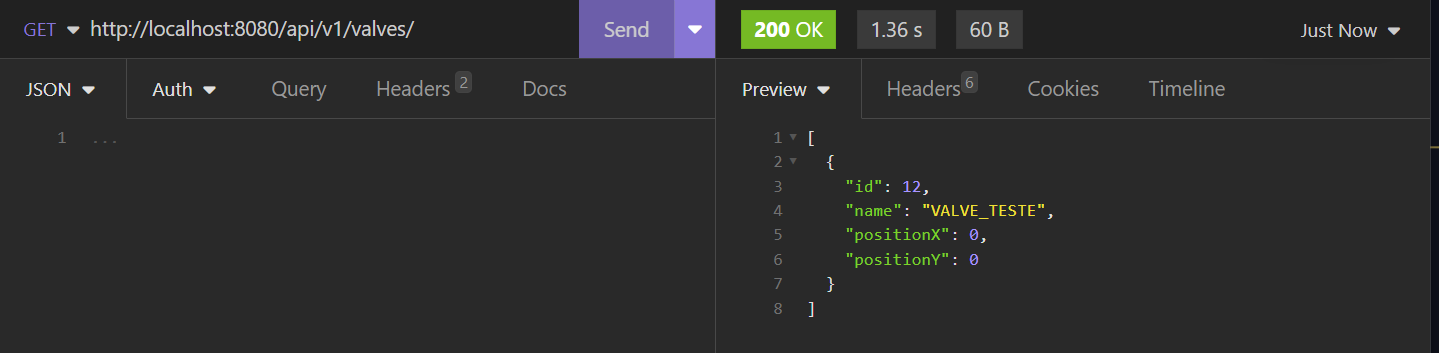 GET http://localhost:8080/api/v1/valves/ Send 200 OK 1.36 s 60 B Just Now
JSON Auth Query Headers 2 Docs Preview Headers 6 Cookies Timeline
1 ...
1 [
2 {
3 "id": 12,
4 "name": "VALVE_TESTE",
5 "positionX": 0,
6 "positionY": 0
7 }
8 ]